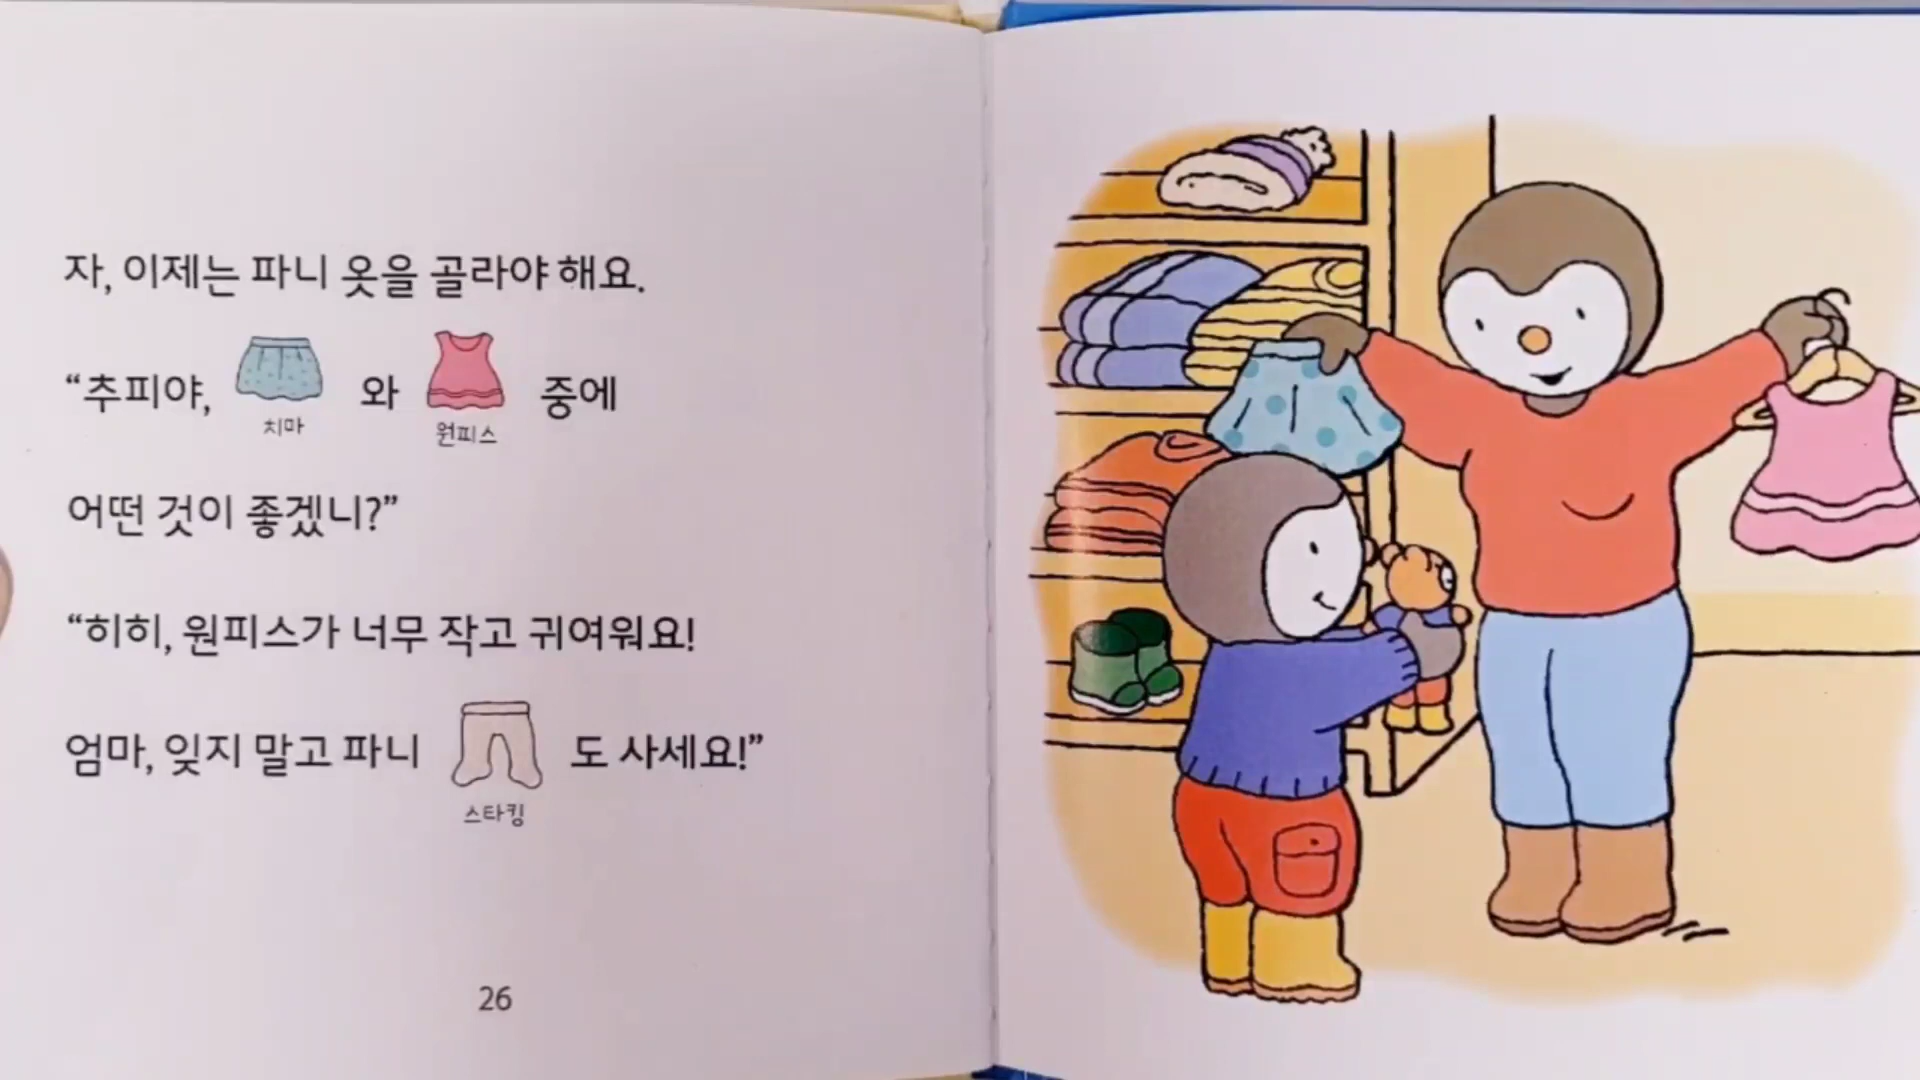 자, 이제는 파니 옷을 골라야 해요.
“추피야, 와 중에
치마 원피스
어떤 것이 좋겠니?”
“히히, 원피스가 너무 작고 귀여워요!
엄마, 잊지 말고 파니 도 사세요!”
스타킹
26